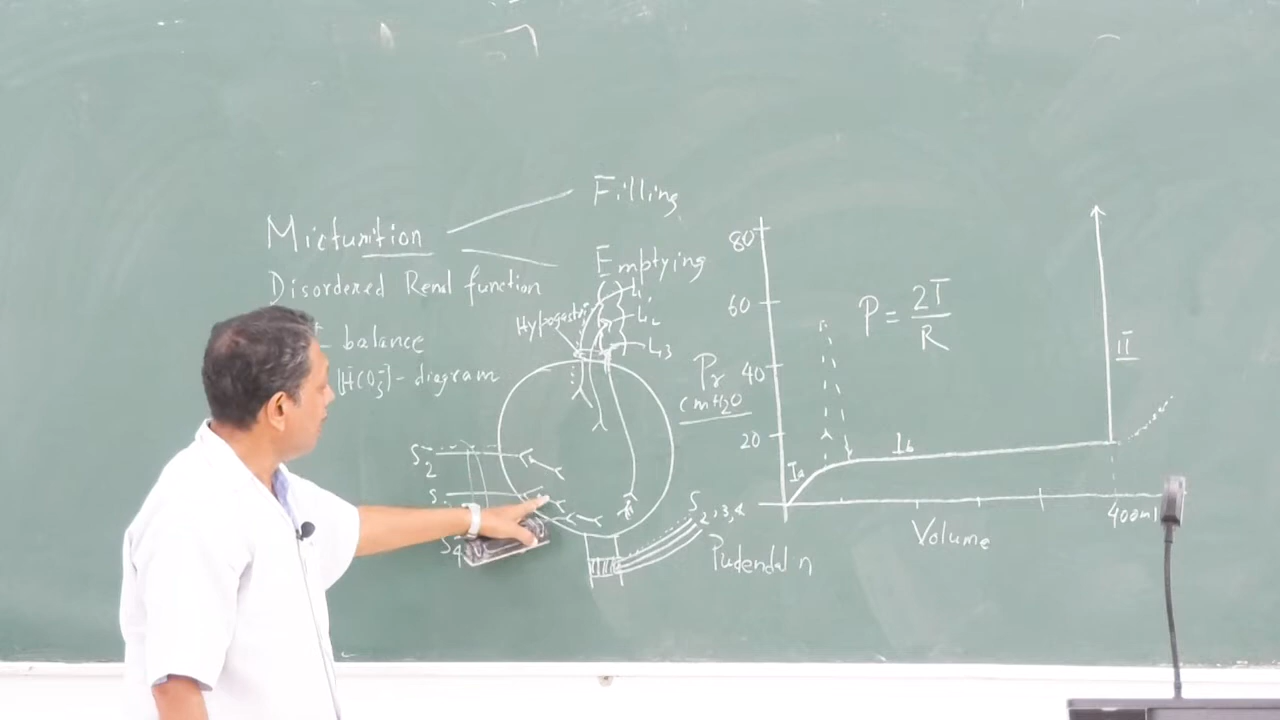 Micturition
Filling
Emptying
Disordered Renal function
balance
[HCO₃⁻] - diagram
Hypogastric
L₁
L₂
L₃
S₂
S
S₄
S₂,3,4
Pudendal n
80
60
40
20
Pr
cmH2O
P = 2T/R
Ia
Ib
II
400ml
Volume